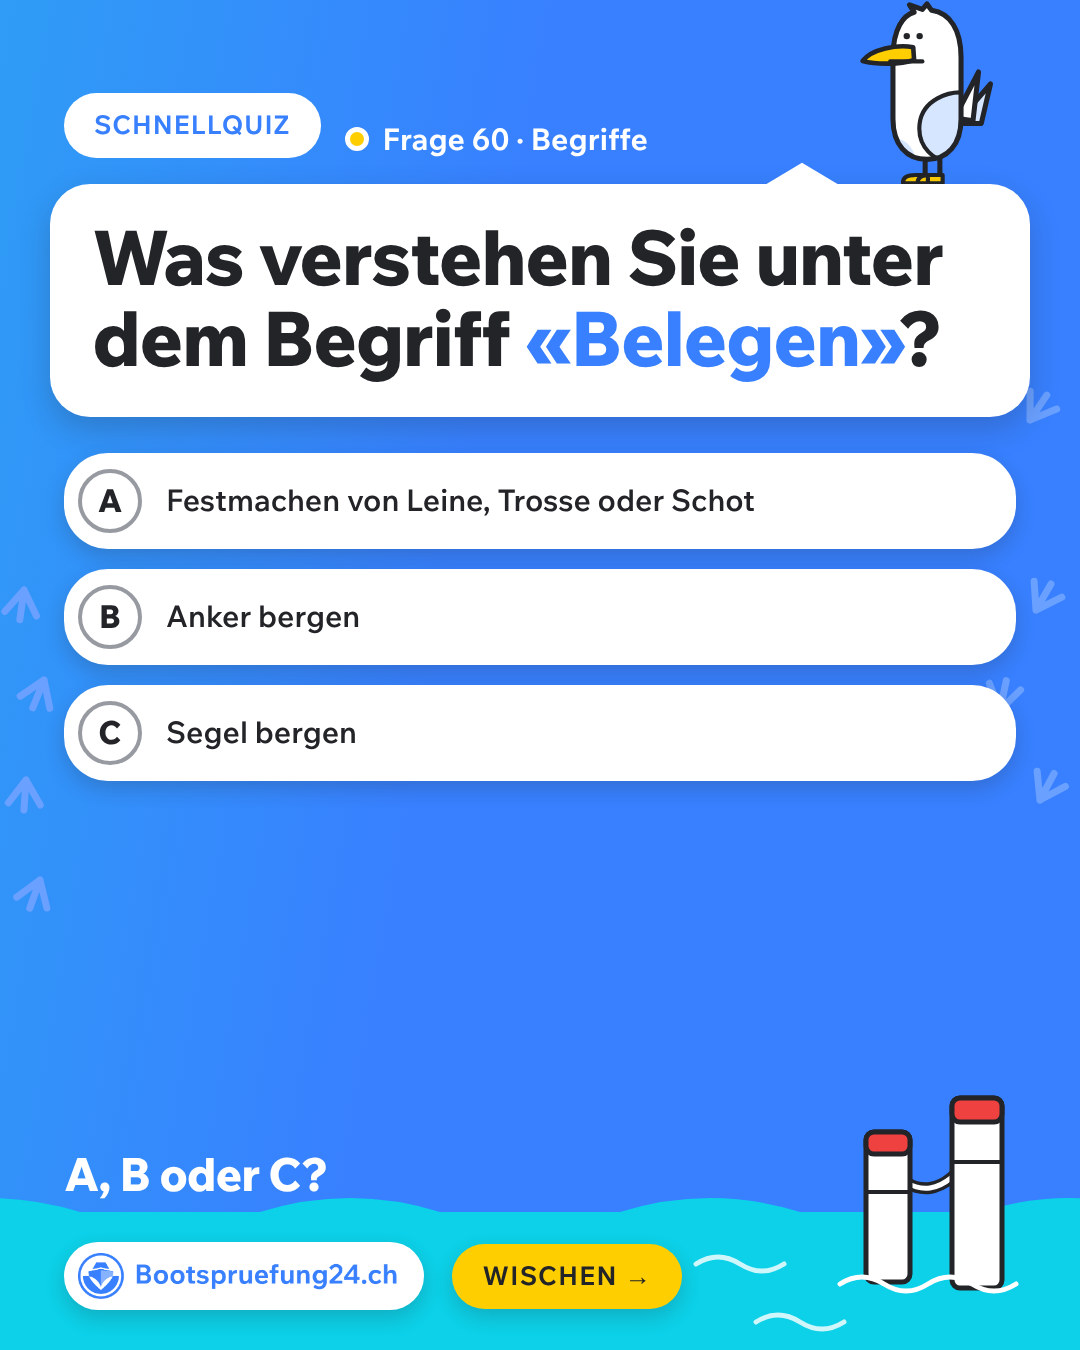 SCHNELLQUIZ
Frage 60 · Begriffe
Was verstehen Sie unter
dem Begriff «Belegen»?
A Festmachen von Leine, Trosse oder Schot
B Anker bergen
C Segel bergen
A, B oder C?
Bootspruefung24.ch
WISCHEN →